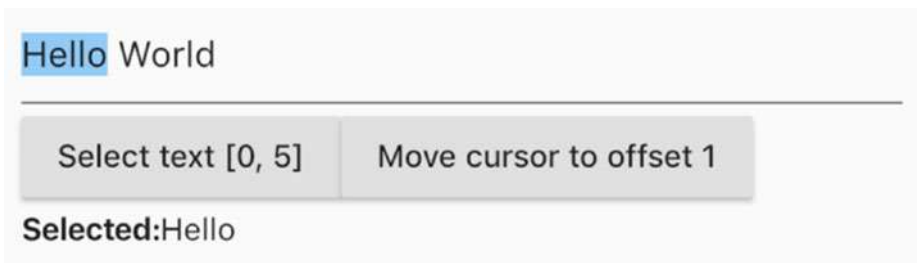 Hello World
Select text [0, 5] Move cursor to offset 1
Selected:Hello